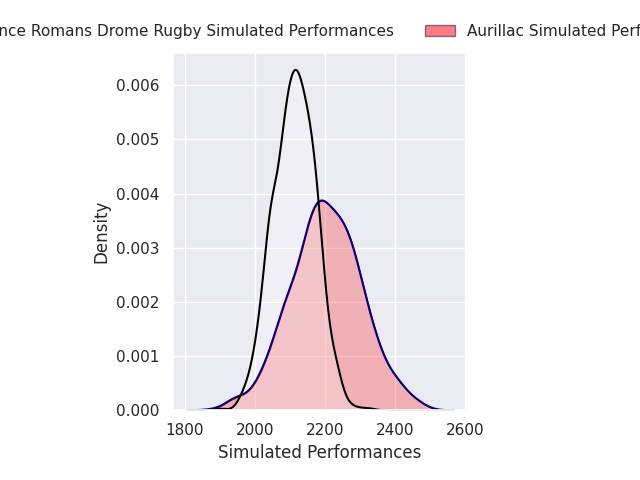 nce Romans Drome Rugby Simulated Performances
Aurillac Simulated Perf
0.006
0.005
0.004
0.003
0.002
0.001
0.000
Density
1800 2000 2200 2400 2600
Simulated Performances